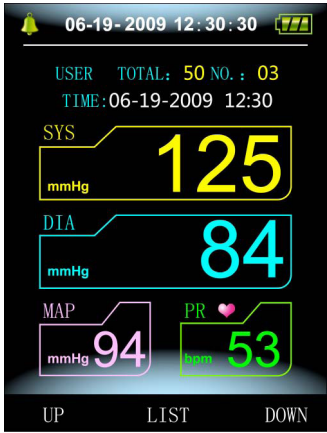 06-19-2009 12:30:30
USER TOTAL: 50 NO.: 03
TIME:06-19-2009 12:30
SYS
mmHg 125
DIA
mmHg 84
MAP PR
mmHg 94 bpm 53
UP LIST DOWN